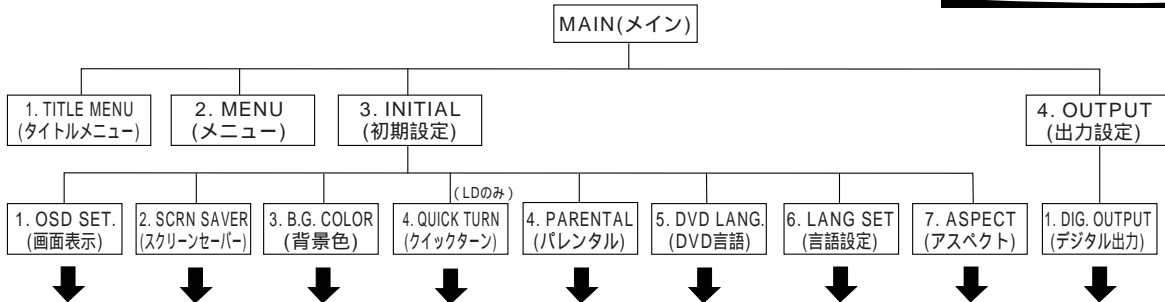 MAIN(メイン)
1. TITLE MENU
(タイトルメニュー)
2. MENU
(メニュー)
3. INITIAL
(初期設定)
4. OUTPUT
(出力設定)
(LDのみ)
1. OSD SET.
(画面表示)
2. SCRN SAVER
(スクリーンセーバー)
3. B.G. COLOR
(背景色)
4. QUICK TURN
(クイックターン)
4. PARENTAL
(パレンタル)
5. DVD LANG.
(DVD言語)
6. LANG SET
(言語設定)
7. ASPECT
(アスペクト)
1. DIG. OUTPUT
(デジタル出力)